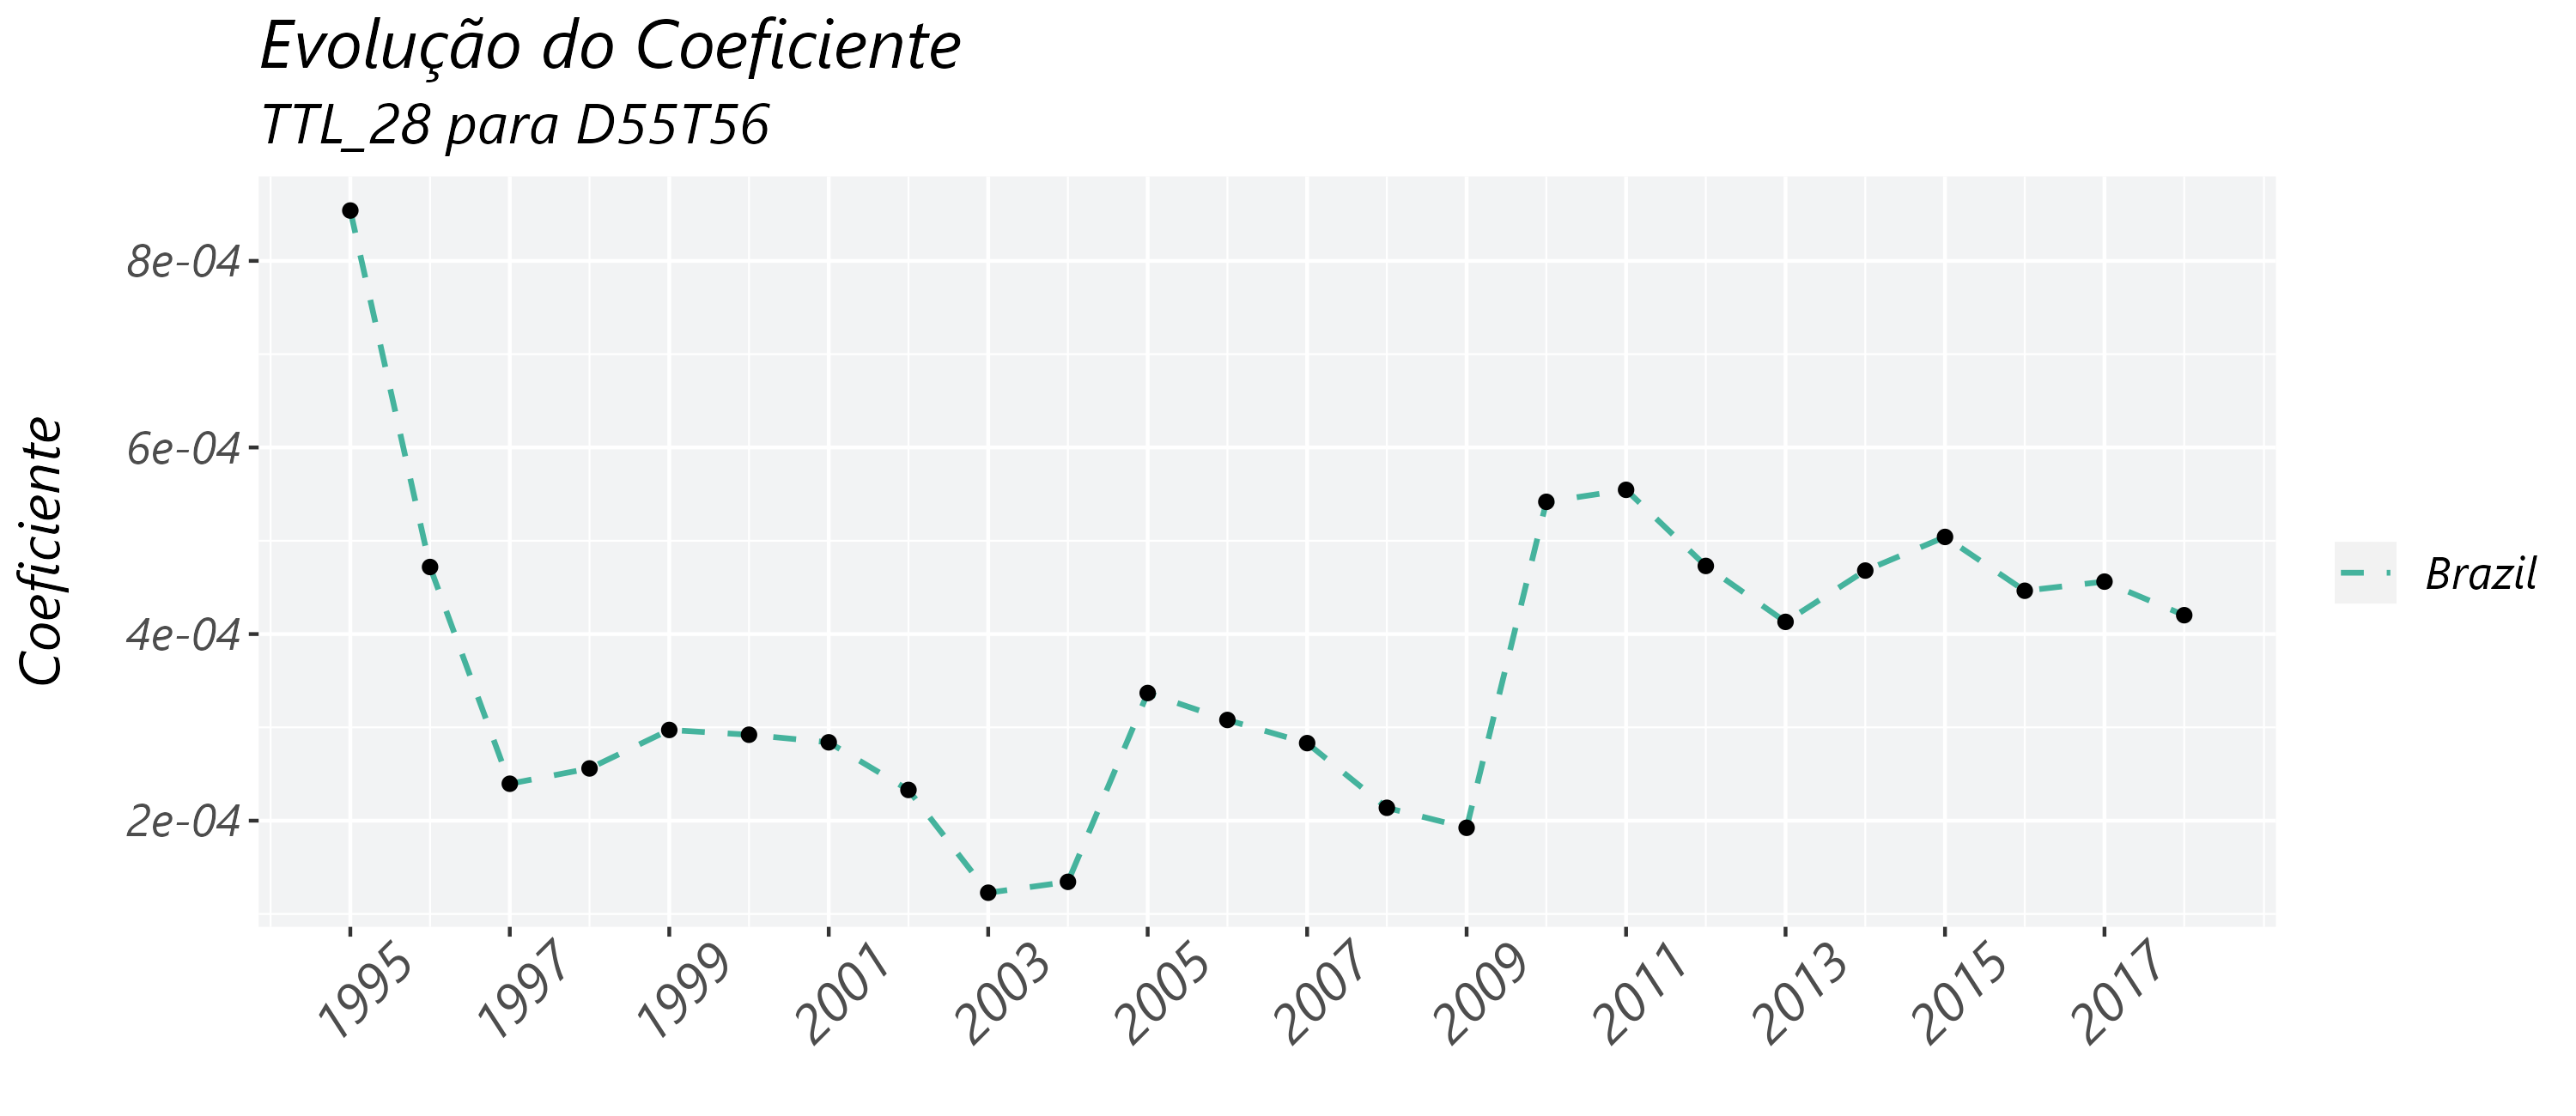 Evolução do Coeficiente
TTL_28 para D55T56
Coeficiente
8e-04
6e-04
4e-04
2e-04
1995
1997
1999
2001
2003
2005
2007
2009
2011
2013
2015
2017
Brazil